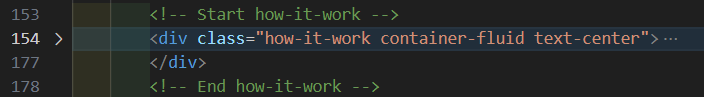 153 <!-- Start how-it-work -->
154 > <div class="how-it-work container-fluid text-center">…
177 </div>
178 <!-- End how-it-work -->